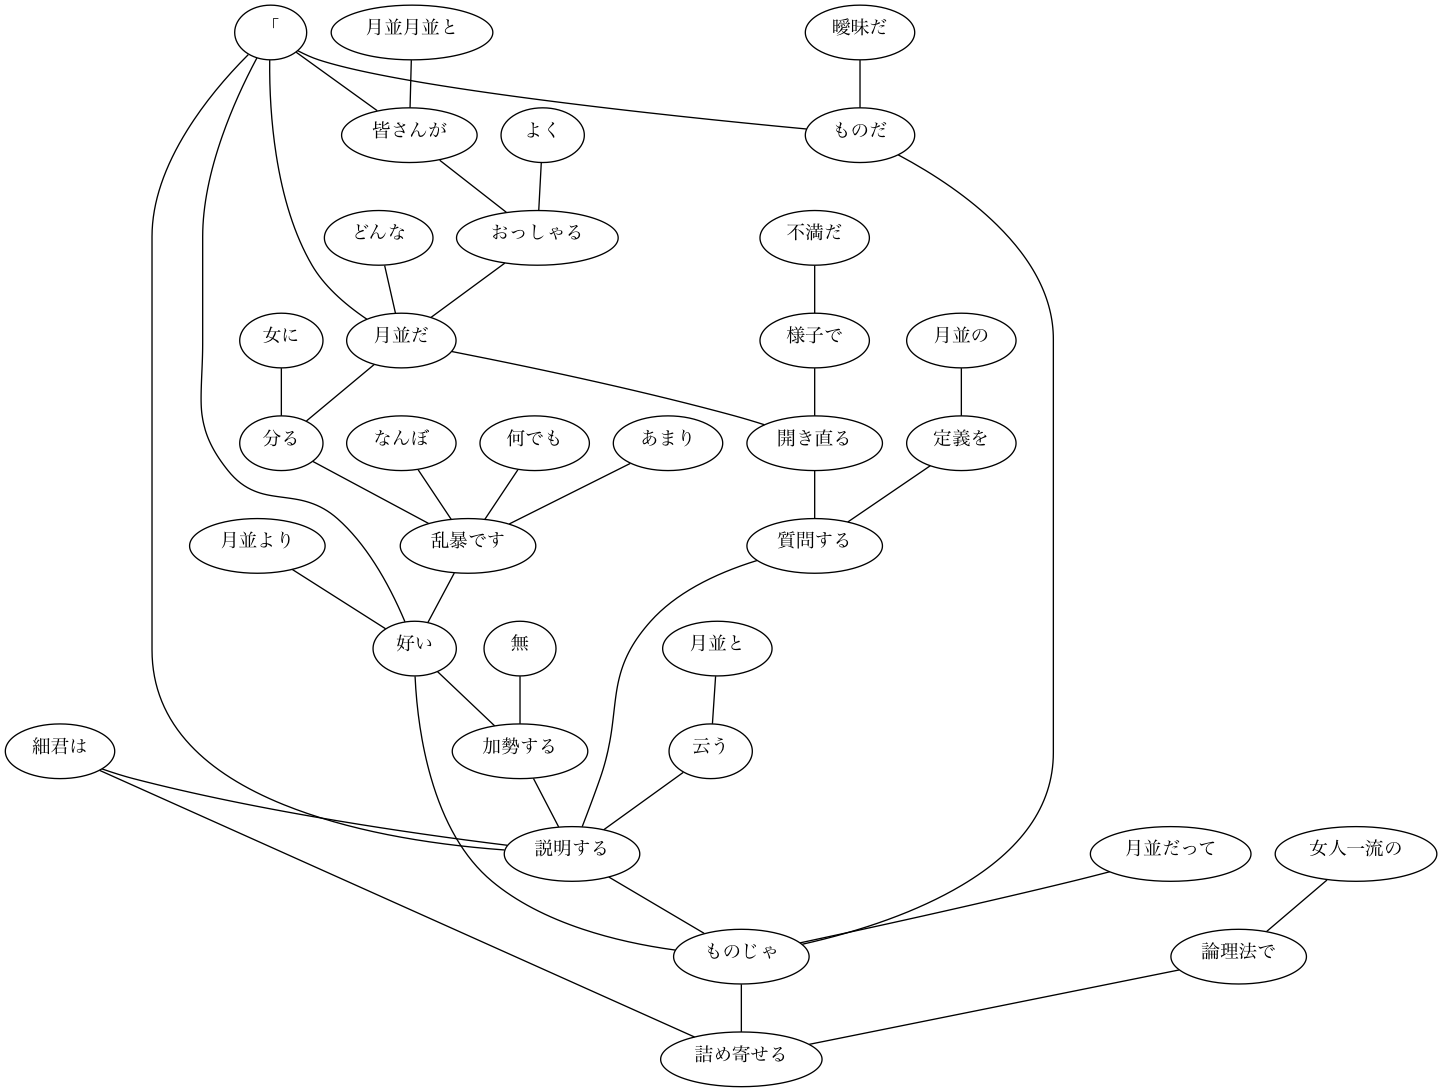 「
月並月並と
曖昧だ
皆さんが
よく
ものだ
どんな
おっしゃる
不満だ
女に
月並だ
様子で
月並の
分る
なんぼ
何でも
あまり
開き直る
定義を
月並より
乱暴です
質問する
好い
無
月並と
細君は
加勢する
云う
説明する
月並だって
女人一流の
ものじゃ
論理法で
詰め寄せる